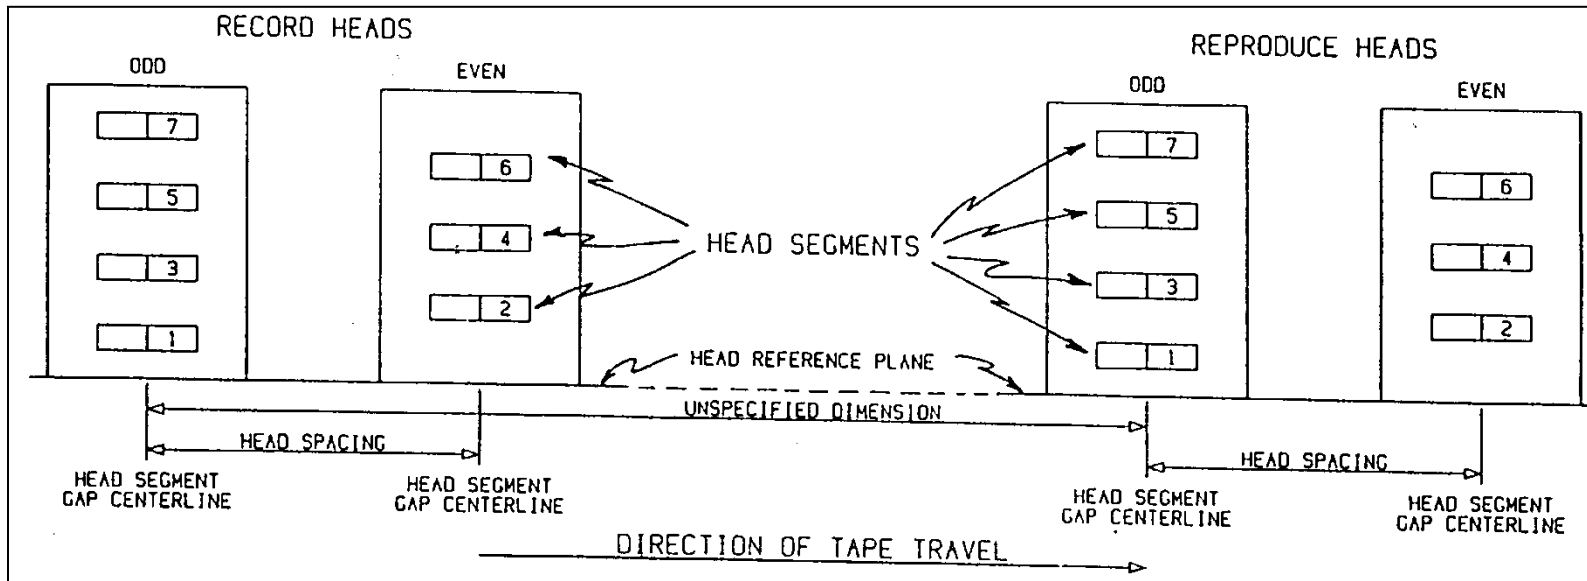 RECORD HEADS
REPRODUCE HEADS
ODD
EVEN
ODD
EVEN
7
5
3
1
6
4
2
HEAD SEGMENTS
7
5
3
1
6
4
2
HEAD REFERENCE PLANE
UNSPECIFIED DIMENSION
HEAD SPACING
HEAD SPACING
HEAD SEGMENT
GAP CENTERLINE
HEAD SEGMENT
GAP CENTERLINE
HEAD SEGMENT
GAP CENTERLINE
HEAD SEGMENT
GAP CENTERLINE
DIRECTION OF TAPE TRAVEL